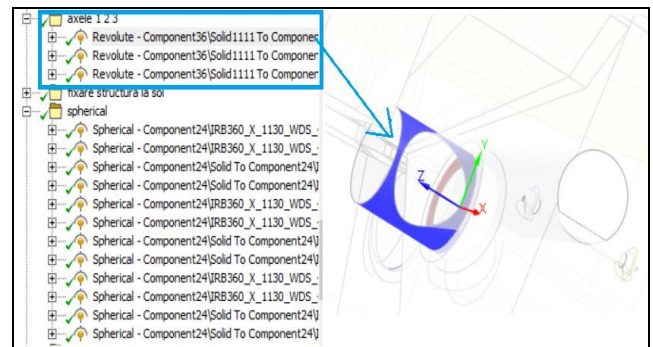 axele 1 2 3
Revolute - Component36\Solid1111 To Componen
Revolute - Component36\Solid1111 To Componen
Revolute - Component36\Solid1111 To Componen
fixare structura la sol
spherical
Spherical - Component24\IRB360_X_1130_WDS_
Spherical - Component24\IRB360_X_1130_WDS_
Spherical - Component24\Solid To Component24\I
Spherical - Component24\Solid To Component24\I
Spherical - Component24\IRB360_X_1130_WDS_
Spherical - Component24\IRB360_X_1130_WDS_
Spherical - Component24\Solid To Component24\I
Spherical - Component24\Solid To Component24\I
Spherical - Component24\IRB360_X_1130_WDS_
Spherical - Component24\IRB360_X_1130_WDS_
Spherical - Component24\Solid To Component24\I
Spherical - Component24\Solid To Component24\I
Y
Z
X